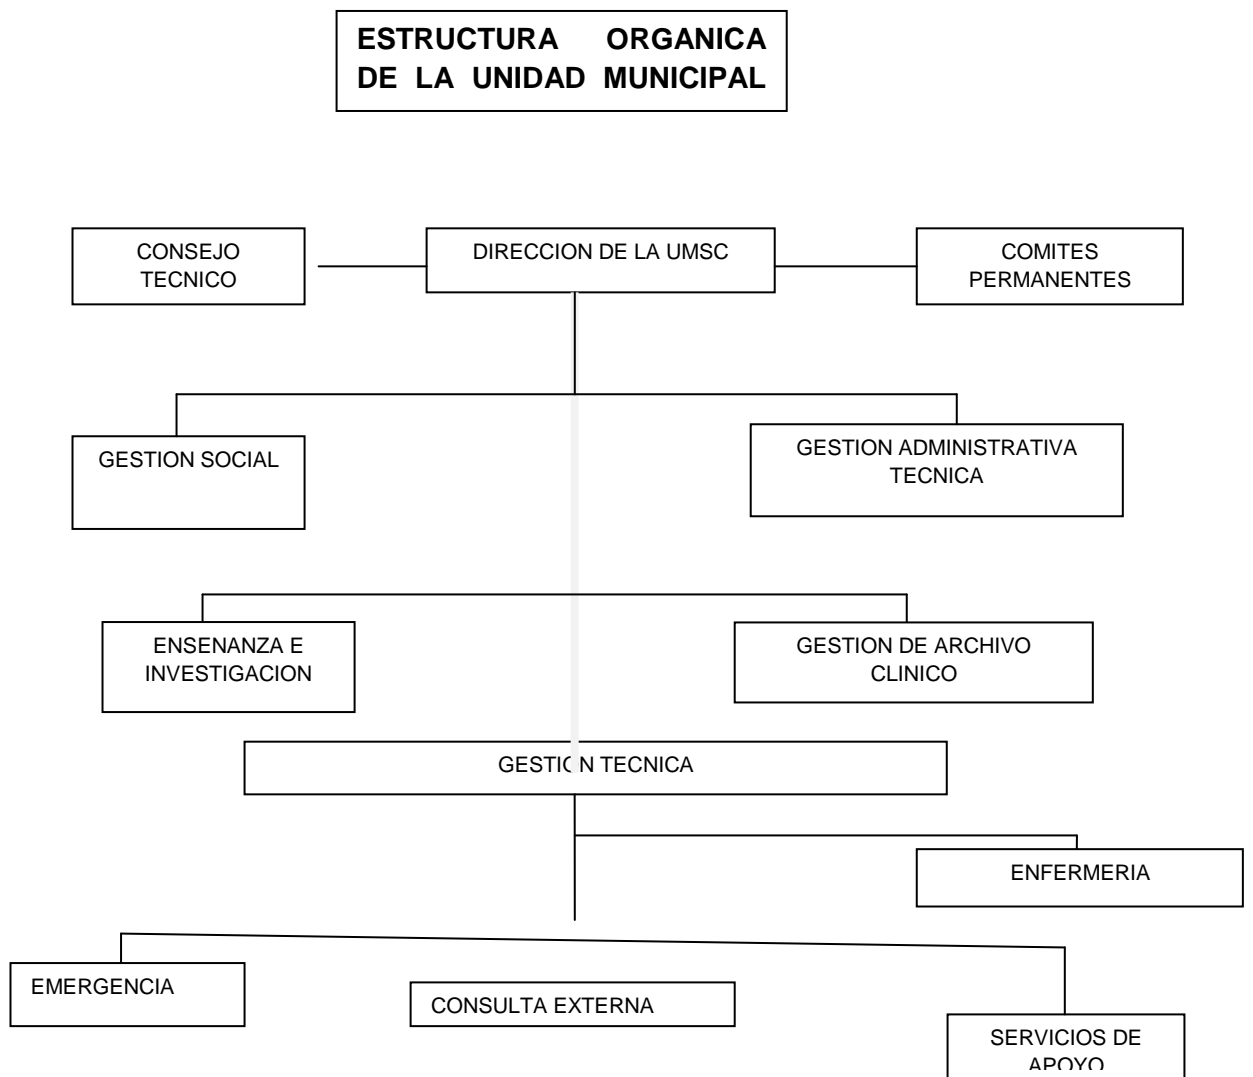 ESTRUCTURA ORGANICA
DE LA UNIDAD MUNICIPAL
CONSEJO
TECNICO
DIRECCION DE LA UMSC
COMITES
PERMANENTES
GESTION SOCIAL
GESTION ADMINISTRATIVA
TECNICA
ENSENANZA E
INVESTIGACION
GESTION DE ARCHIVO
CLINICO
GESTION TECNICA
ENFERMERIA
EMERGENCIA
CONSULTA EXTERNA
SERVICIOS DE
APOYO